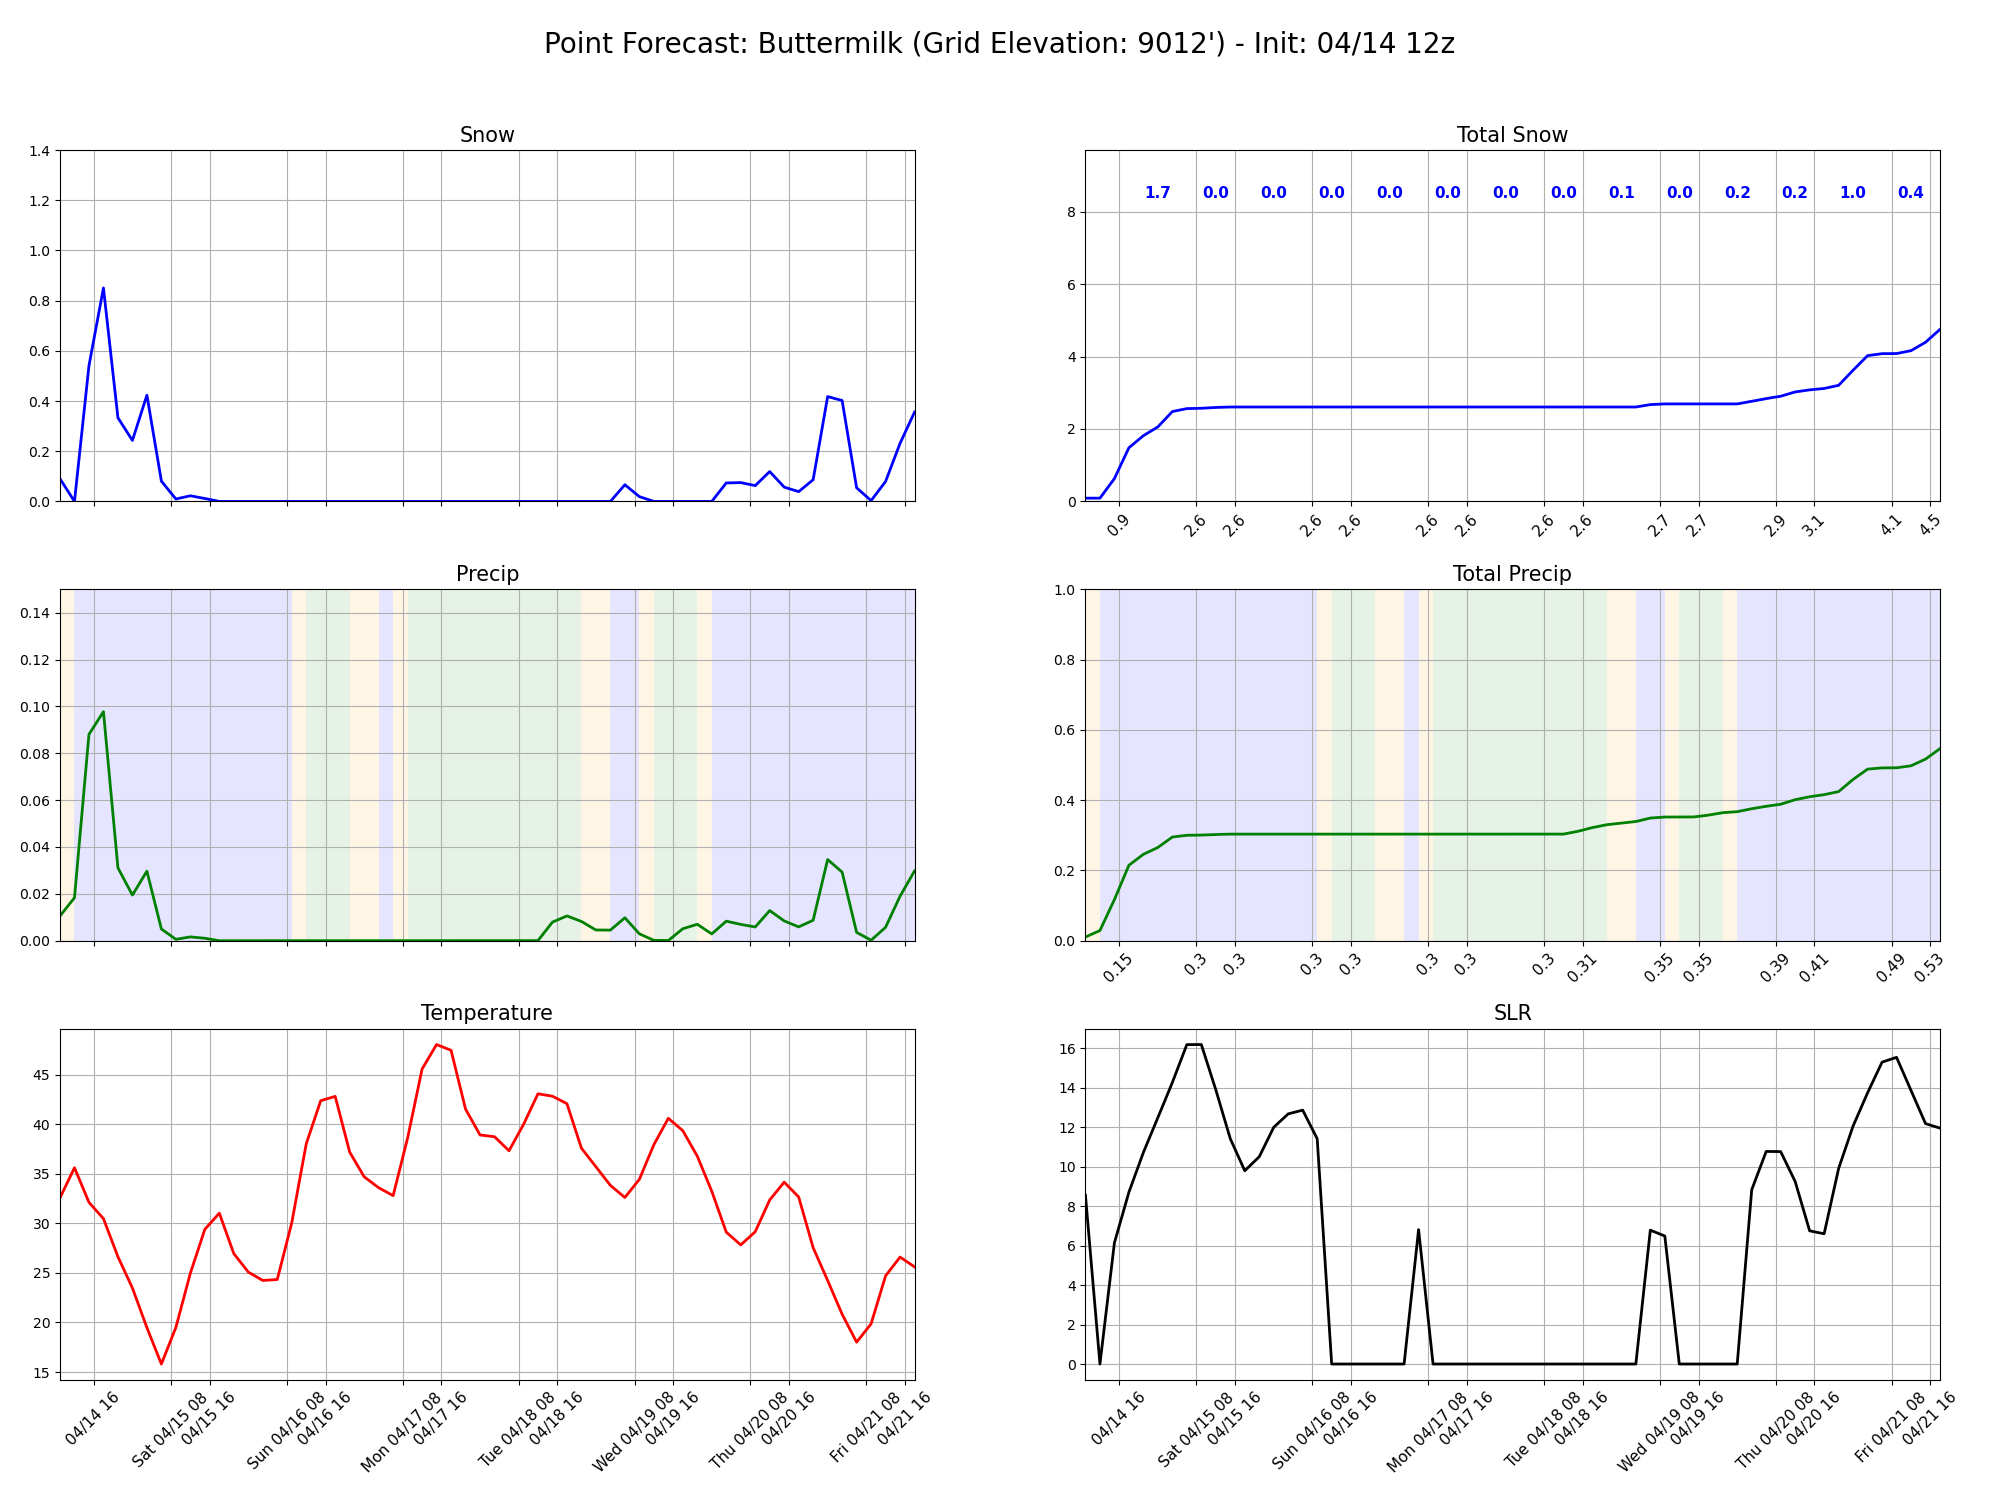 Point Forecast: Buttermilk (Grid Elevation: 9012') - Init: 04/14 12z
Snow
1.4
1.2
1.0
0.8
0.6
0.4
0.2
0.0
Total Snow
1.7 0.0 0.0 0.0 0.0 0.0 0.0 0.0 0.1 0.0 0.2 0.2 1.0 0.4
8
6
4
2
0
0.9 2.6 2.6 2.6 2.6 2.6 2.6 2.6 2.6 2.7 2.7 2.9 3.1 4.1 4.5
Precip
0.14
0.12
0.10
0.08
0.06
0.04
0.02
0.00
Total Precip
1.0
0.8
0.6
0.4
0.2
0.0
0.15 0.3 0.3 0.3 0.3 0.3 0.3 0.3 0.31 0.35 0.35 0.39 0.41 0.49 0.53
Temperature
45
40
35
30
25
20
15
04/14 16
Sat 04/15 08
04/15 16
Sun 04/16 08
04/16 16
Mon 04/17 08
04/17 16
Tue 04/18 08
04/18 16
Wed 04/19 08
04/19 16
Thu 04/20 08
04/20 16
Fri 04/21 08
04/21 16
SLR
16
14
12
10
8
6
4
2
0
04/14 16
Sat 04/15 08
04/15 16
Sun 04/16 08
04/16 16
Mon 04/17 08
04/17 16
Tue 04/18 08
04/18 16
Wed 04/19 08
04/19 16
Thu 04/20 08
04/20 16
Fri 04/21 08
04/21 16